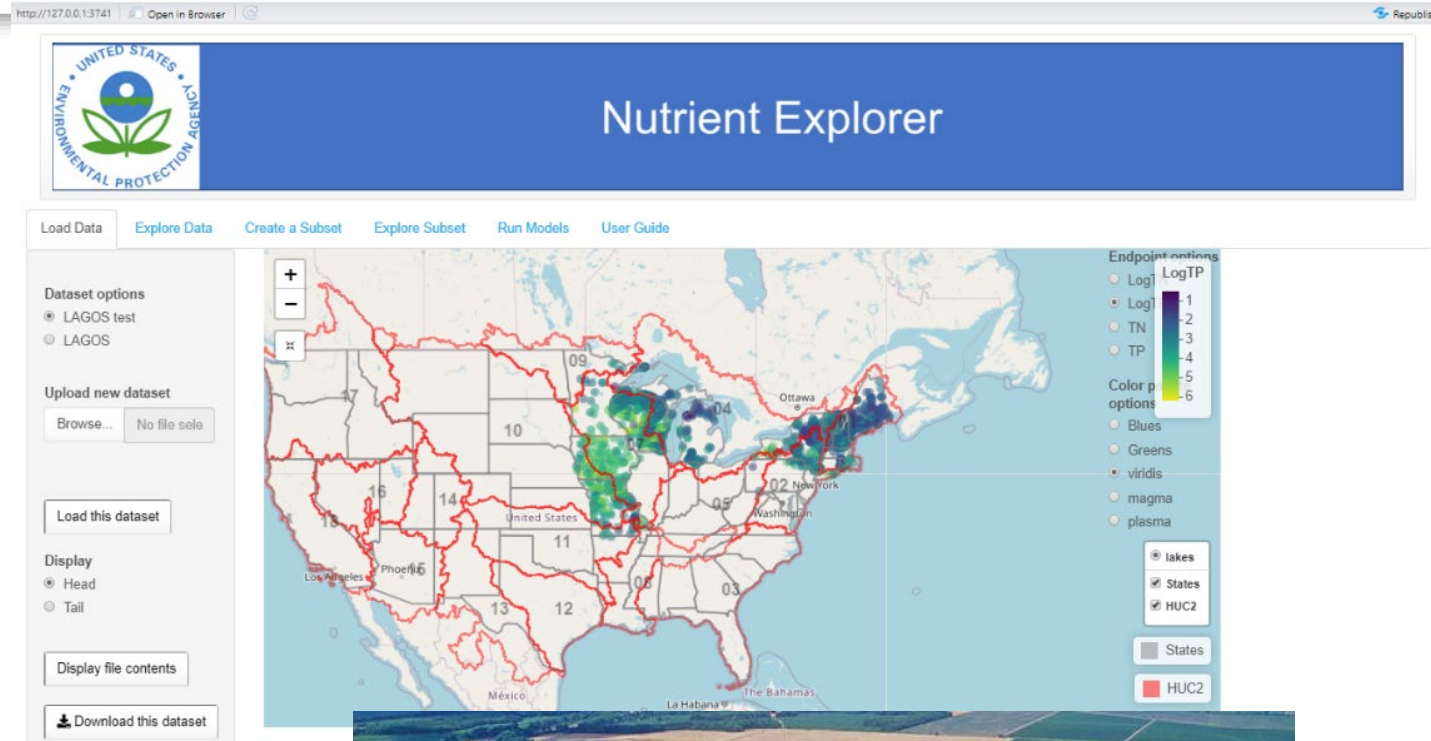 http://127.0.0.1:3741
Open in Browser
Republis
UNITED STATES
ENVIRONMENTAL PROTECTION AGENCY
Nutrient Explorer
Load Data
Explore Data
Create a Subset
Explore Subset
Run Models
User Guide
Dataset options
LAGOS test
LAGOS
Upload new dataset
Browse...
No file sele
Load this dataset
Display
Head
Tail
Display file contents
Download this dataset
+
−
09
17
04
Ottawa
10
16
14
02
New York
05
Washington
United States
18
11
Los Angeles
Phoenix
03
13
12
México
La Habana
The Bahamas
Endpoint options
LogTP
TN
TP
-1
-2
-3
-4
-5
-6
options
Blues
Greens
viridis
magma
plasma
lakes
States
HUC2
States
HUC2